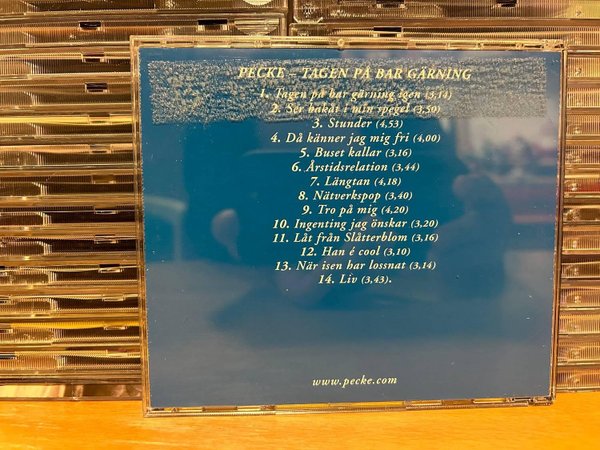 PECKE – TAGEN PÅ BAR GÄRNING
1. Tagen på bar gärning igen (3,14)
2. Ser bakåt i min spegel (3,50)
3. Stunder (4,53)
4. Då känner jag mig fri (4,00)
5. Buset kallar (3,16)
6. Årstidsrelation (3,44)
7. Längtan (4,18)
8. Nätverkspop (3,40)
9. Tro på mig (4,20)
10. Ingenting jag önskar (3,20)
11. Låt från Slåtterblom (3,16)
12. Han é cool (3,10)
13. När isen har lossnat (3,14)
14. Liv (3,43).
www.pecke.com